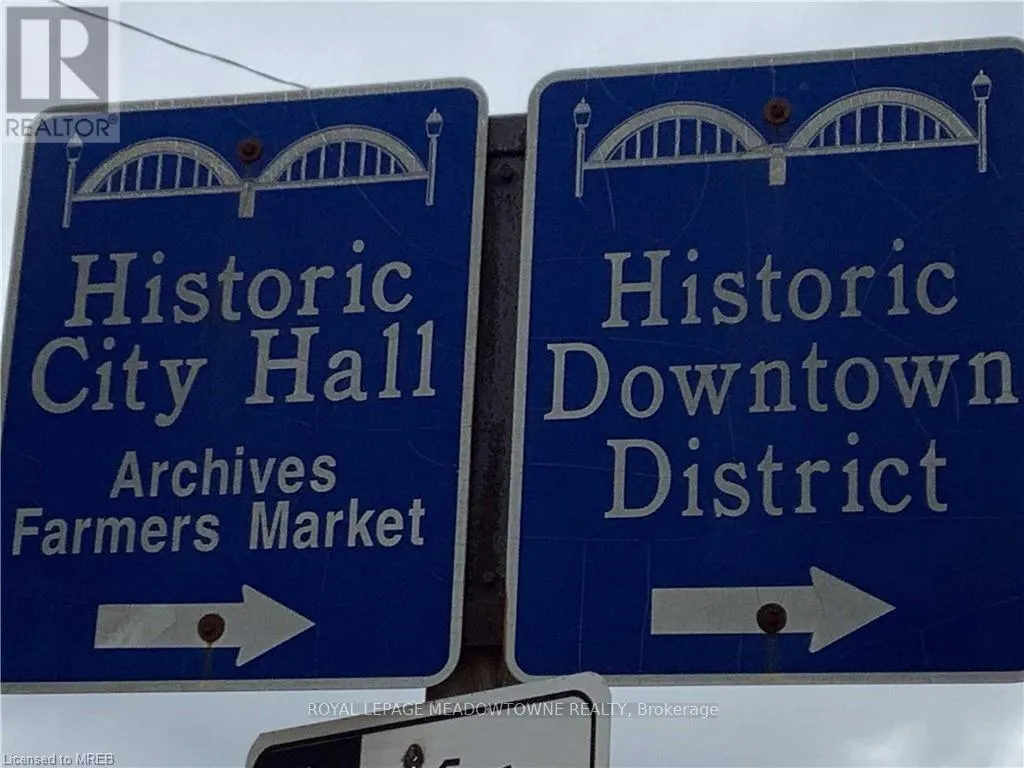 REALTOR®
Historic
City Hall
Archives
Farmers Market
Historic
Downtown
District
ROYAL LEPAGE MEADOWTOWNE REALTY, Brokerage
Licensed to MREB